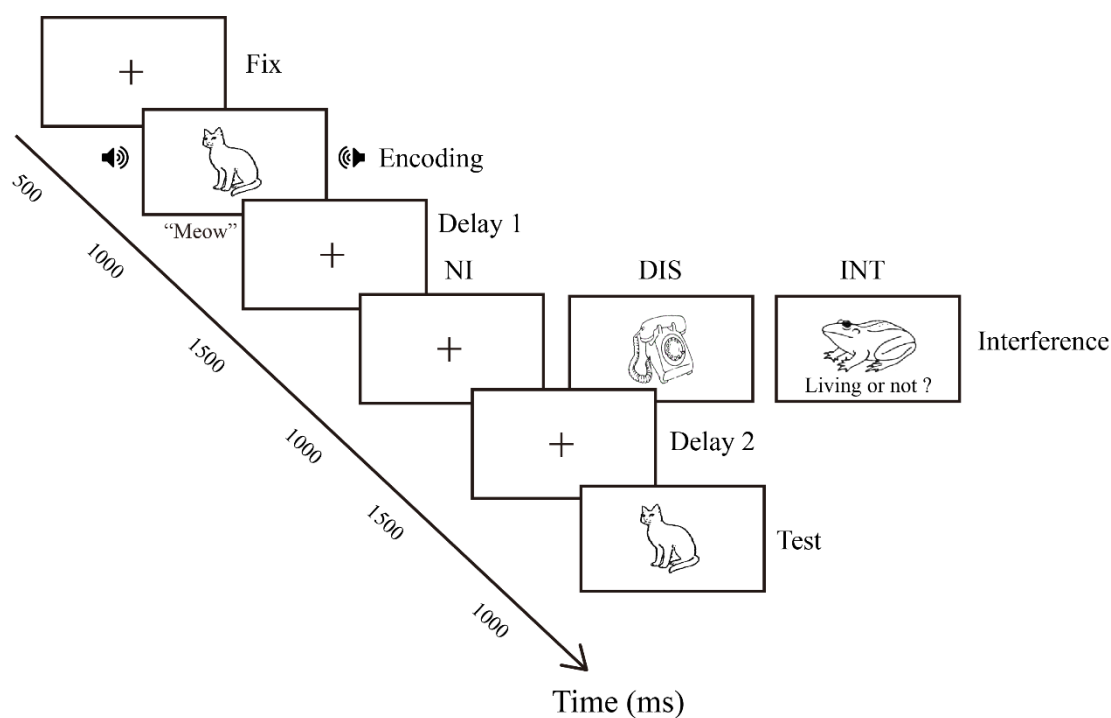 Fix
Encoding
“Meow”
Delay 1
NI
DIS
INT
Living or not ?
Interference
Delay 2
Test
500
1000
1500
1000
1500
1000
Time (ms)